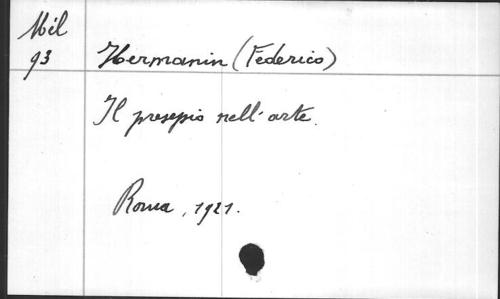 Mil
93
Hermanin (Federico)
Il presepio nell'arte.
Roma, 1921.